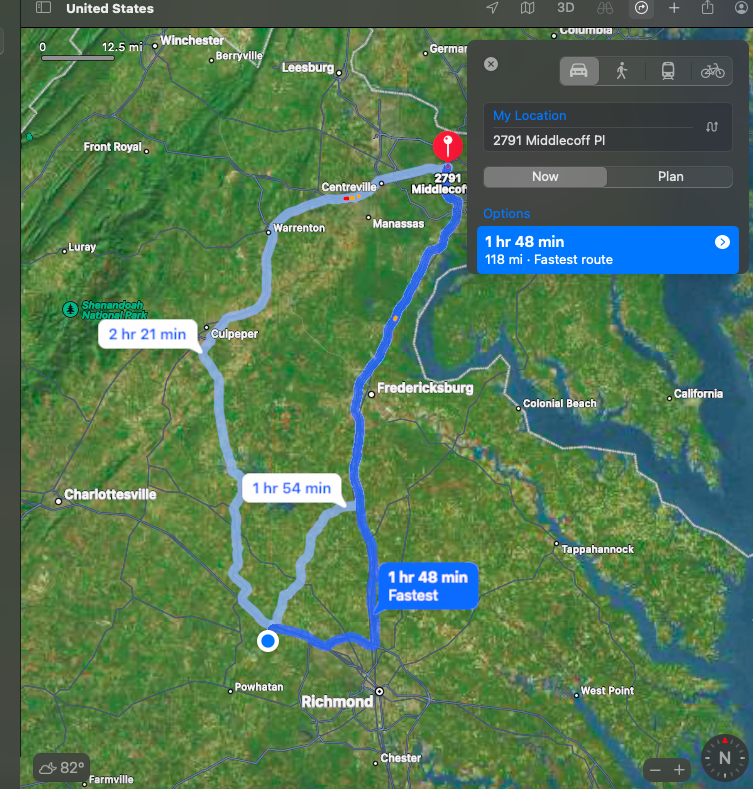 United States
3D
0
12.5 mi
Winchester
Berryville
Leesburg
Columbia
My Location
2791 Middlecoff Pl
Now
Plan
Options
1 hr 48 min
118 mi · Fastest route
Front Royal
Centreville
2791
Manassas
Warrenton
Luray
Shenandoah
National Park
2 hr 21 min
Culpeper
Fredericksburg
Colonial Beach
California
Charlottesville
1 hr 54 min
Tappahannock
1 hr 48 min
Fastest
Powhatan
Richmond
West Point
Chester
82°
Farmville
N